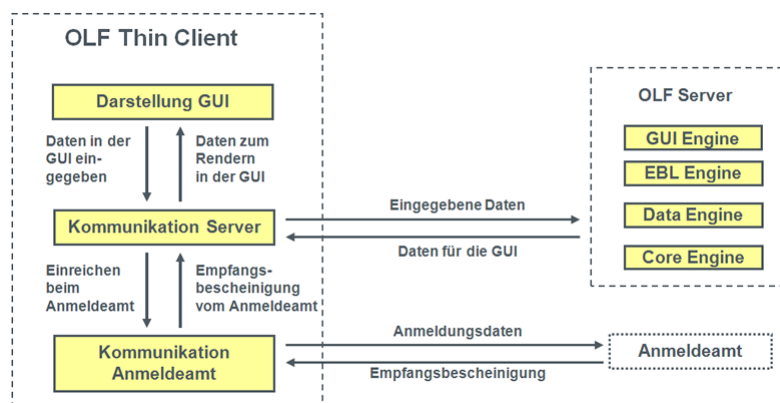 OLF Thin Client
Darstellung GUI
Daten in der
GUI ein-
gegeben
Daten zum
Rendern
in der GUI
Kommunikation Server
Einreichen
beim
Anmeldeamt
Empfangs-
bescheinigung
vom Anmeldeamt
Kommunikation
Anmeldeamt
Eingegebene Daten
Daten für die GUI
Anmeldungsdaten
Empfangsbescheinigung
OLF Server
GUI Engine
EBL Engine
Data Engine
Core Engine
Anmeldeamt